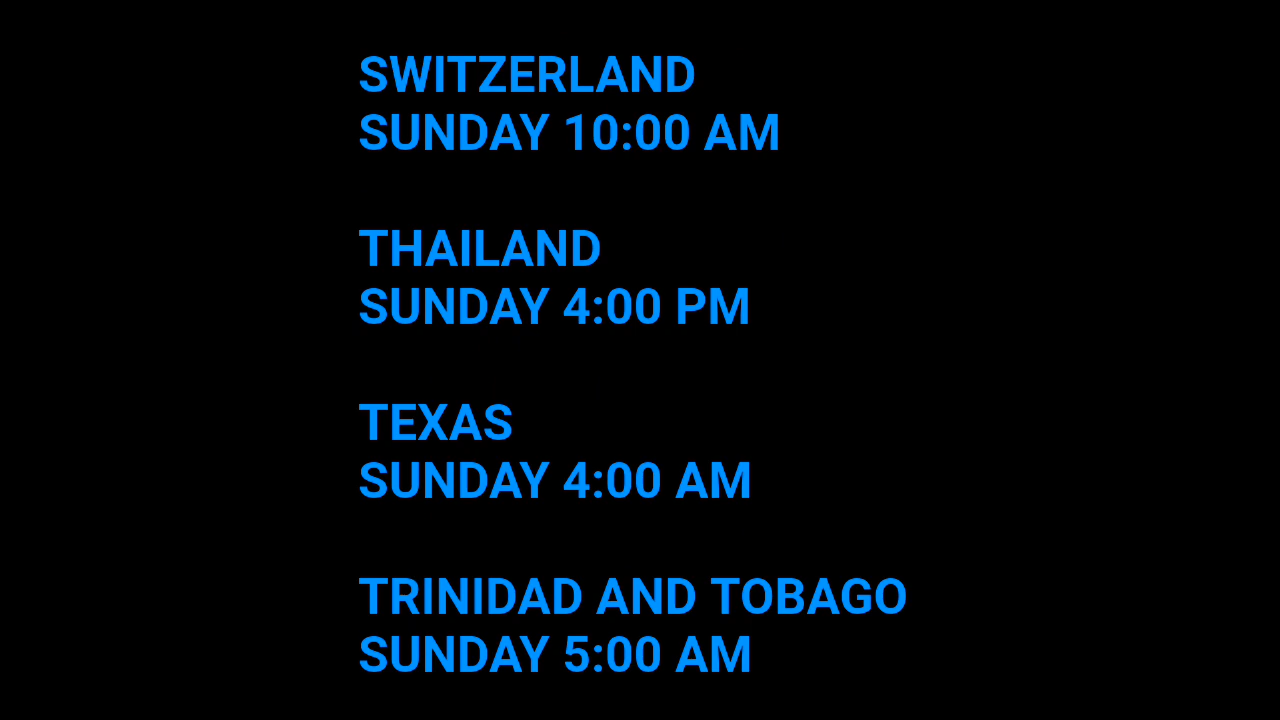 SWITZERLAND
SUNDAY 10:00 AM
THAILAND
SUNDAY 4:00 PM
TEXAS
SUNDAY 4:00 AM
TRINIDAD AND TOBAGO
SUNDAY 5:00 AM